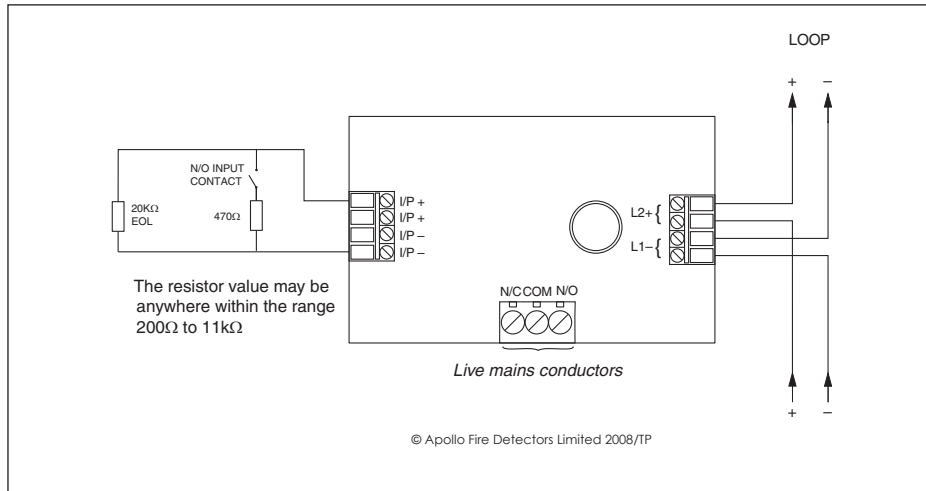 LOOP
+ –
N/O INPUT
CONTACT
20KΩ
EOL
470Ω
I/P +
I/P +
I/P –
I/P –
L2+ {
L1– {
The resistor value may be
anywhere within the range
200Ω to 11kΩ
N/C COM N/O
Live mains conductors
+ –
© Apollo Fire Detectors Limited 2008/TP